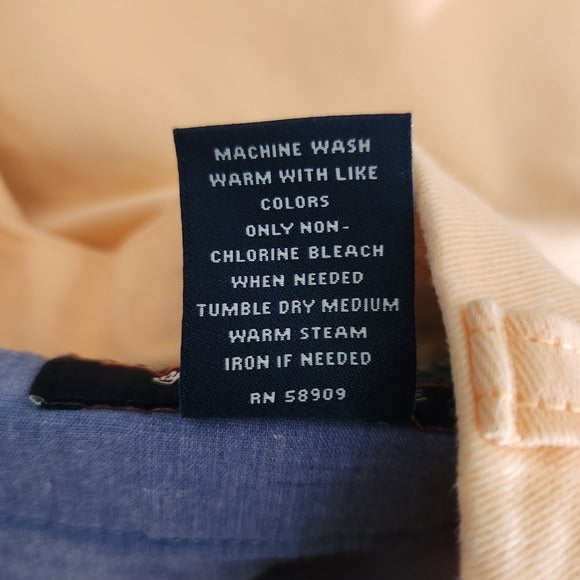 MACHINE WASH
WARM WITH LIKE
COLORS
ONLY NON-
CHLORINE BLEACH
WHEN NEEDED
TUMBLE DRY MEDIUM
WARM STEAM
IRON IF NEEDED
RN 58909